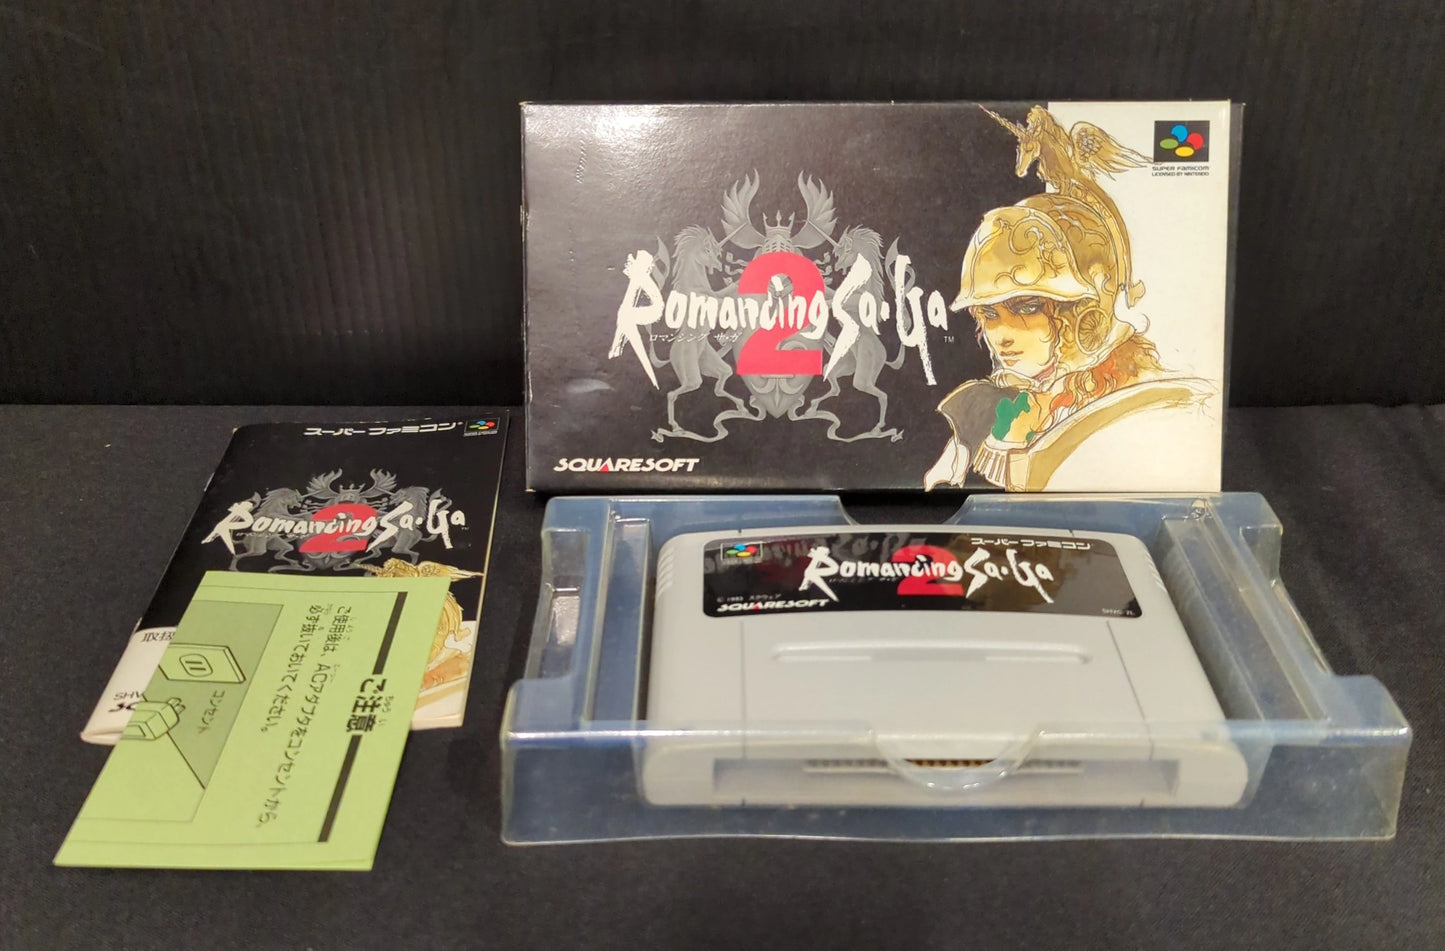 SUPER FAMICOM
LICENSED BY NINTENDO
2
Romancing Sa·Ga
TM
ロマンシング サ・ガ
SQUARESOFT
スーパーファミコン
2
Romancing Sa·Ga
取扱
ご注意
ご使用後は、ACアダプタをコンセントから、
必ず抜いておいてください。
コンセント
スーパーファミコン
2
Romancing Sa·Ga
© 1993 スクウェア
SQUARESOFT